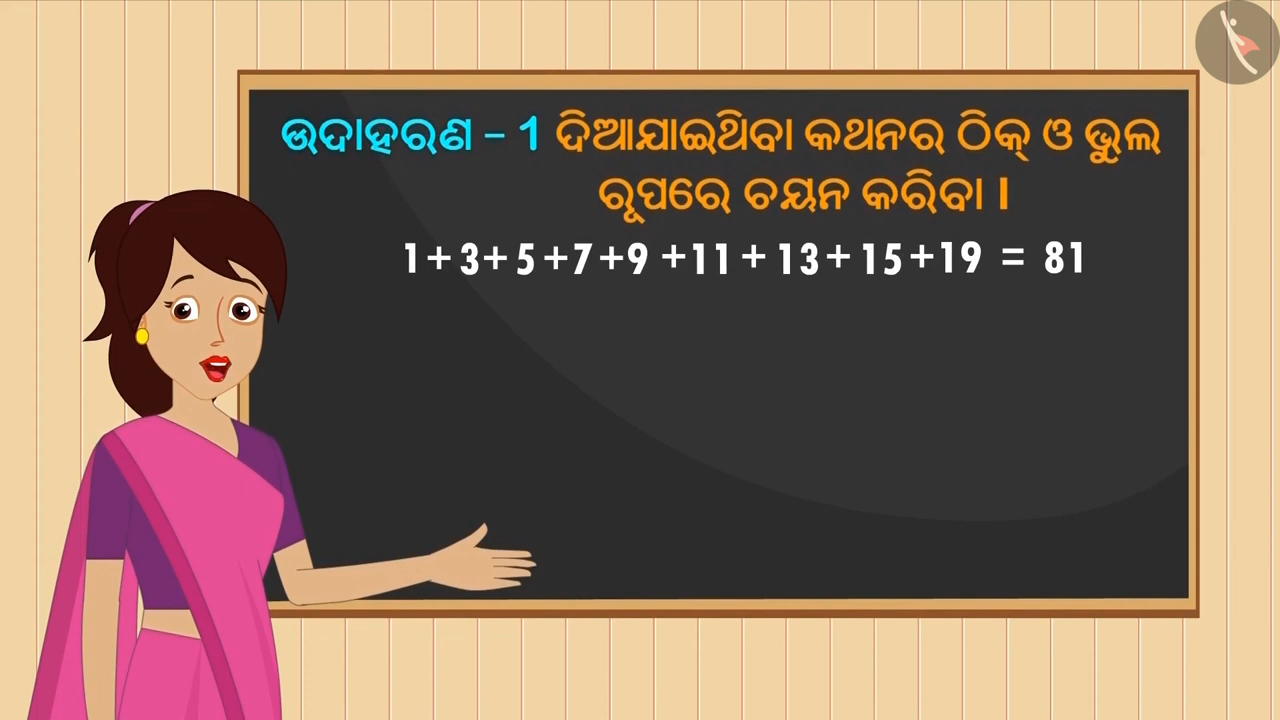 ଉଦାହରଣ – 1 ଦିଆଯାଇଥିବା କଥନର ଠିକ୍ ଓ ଭୁଲ
ରୂପରେ ଚୟନ କରିବା ।
1+3+5+7+9+11+13+15+19 = 81